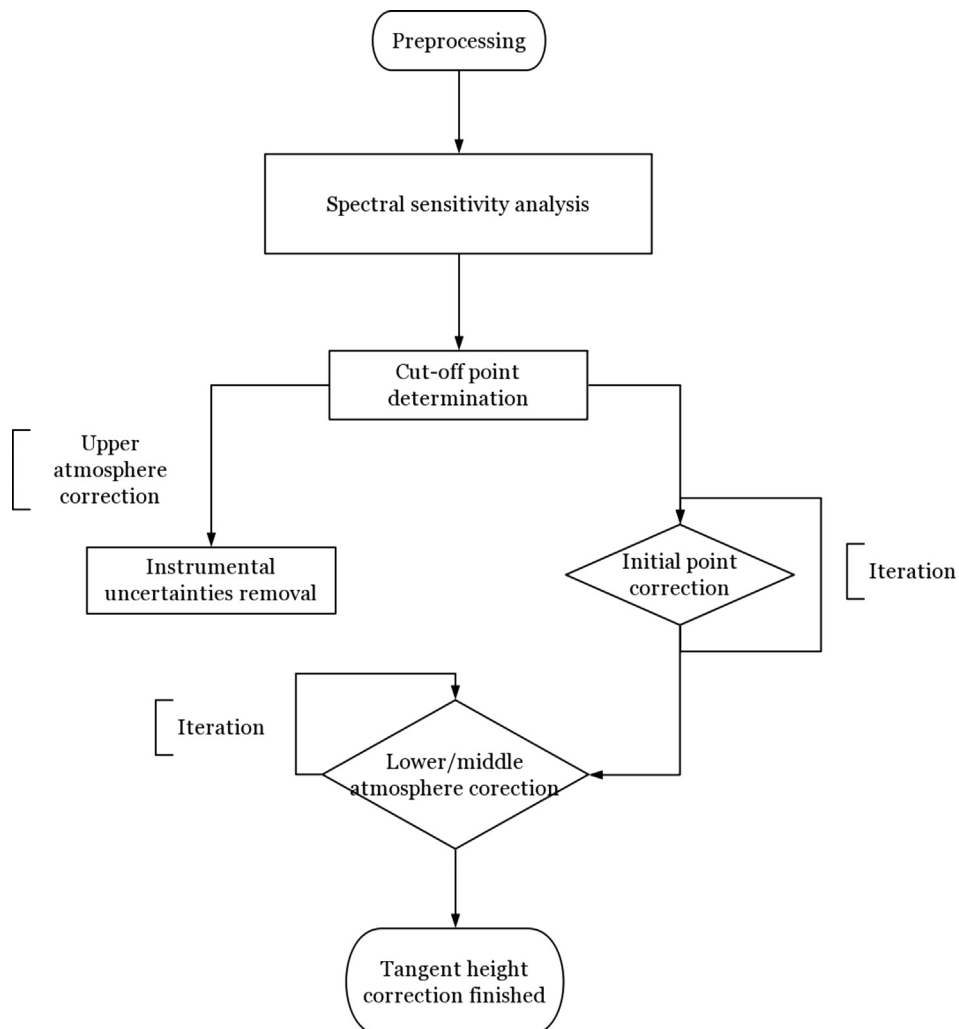 Preprocessing
Spectral sensitivity analysis
Cut-off point
determination
Upper
atmosphere
correction
Instrumental
uncertainties removal
Initial point
correction
Iteration
Iteration
Lower/middle
atmosphere corection
Tangent height
correction finished